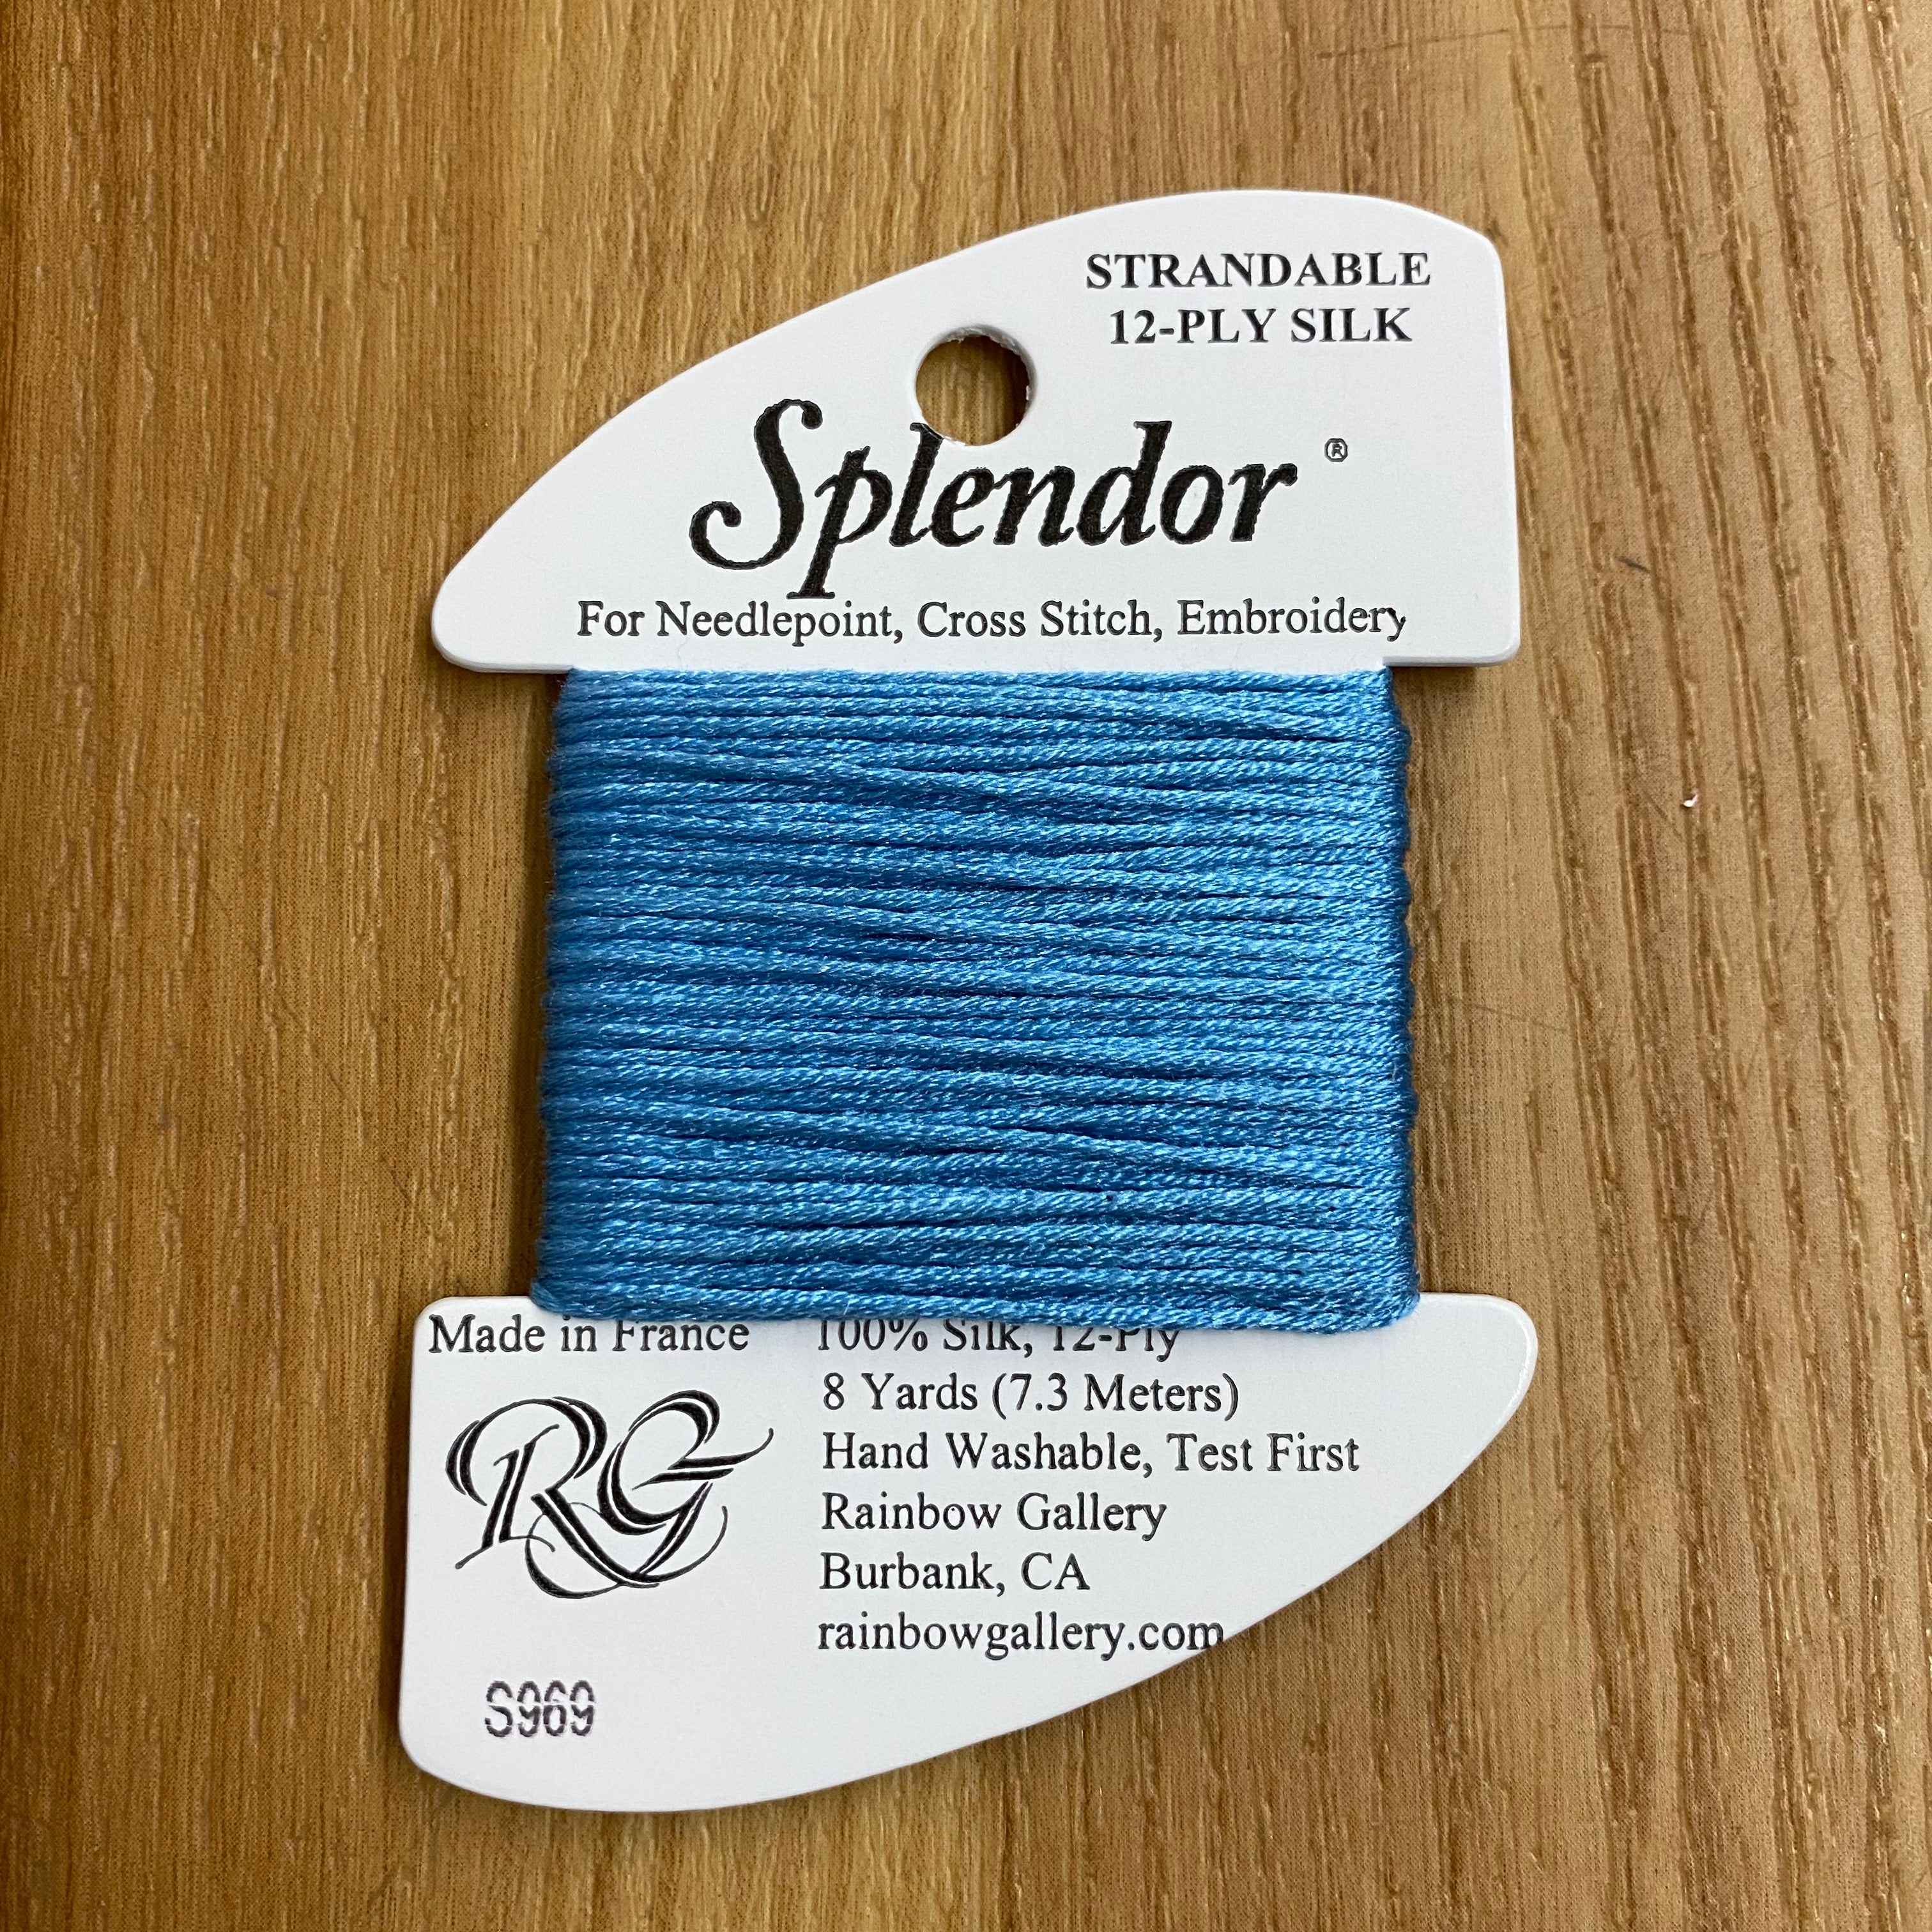 STRANDABLE
12-PLY SILK
Splendor ®
For Needlepoint, Cross Stitch, Embroidery
Made in France
RG
100% Silk, 12-Ply
8 Yards (7.3 Meters)
Hand Washable, Test First
Rainbow Gallery
Burbank, CA
rainbowgallery.com
S969